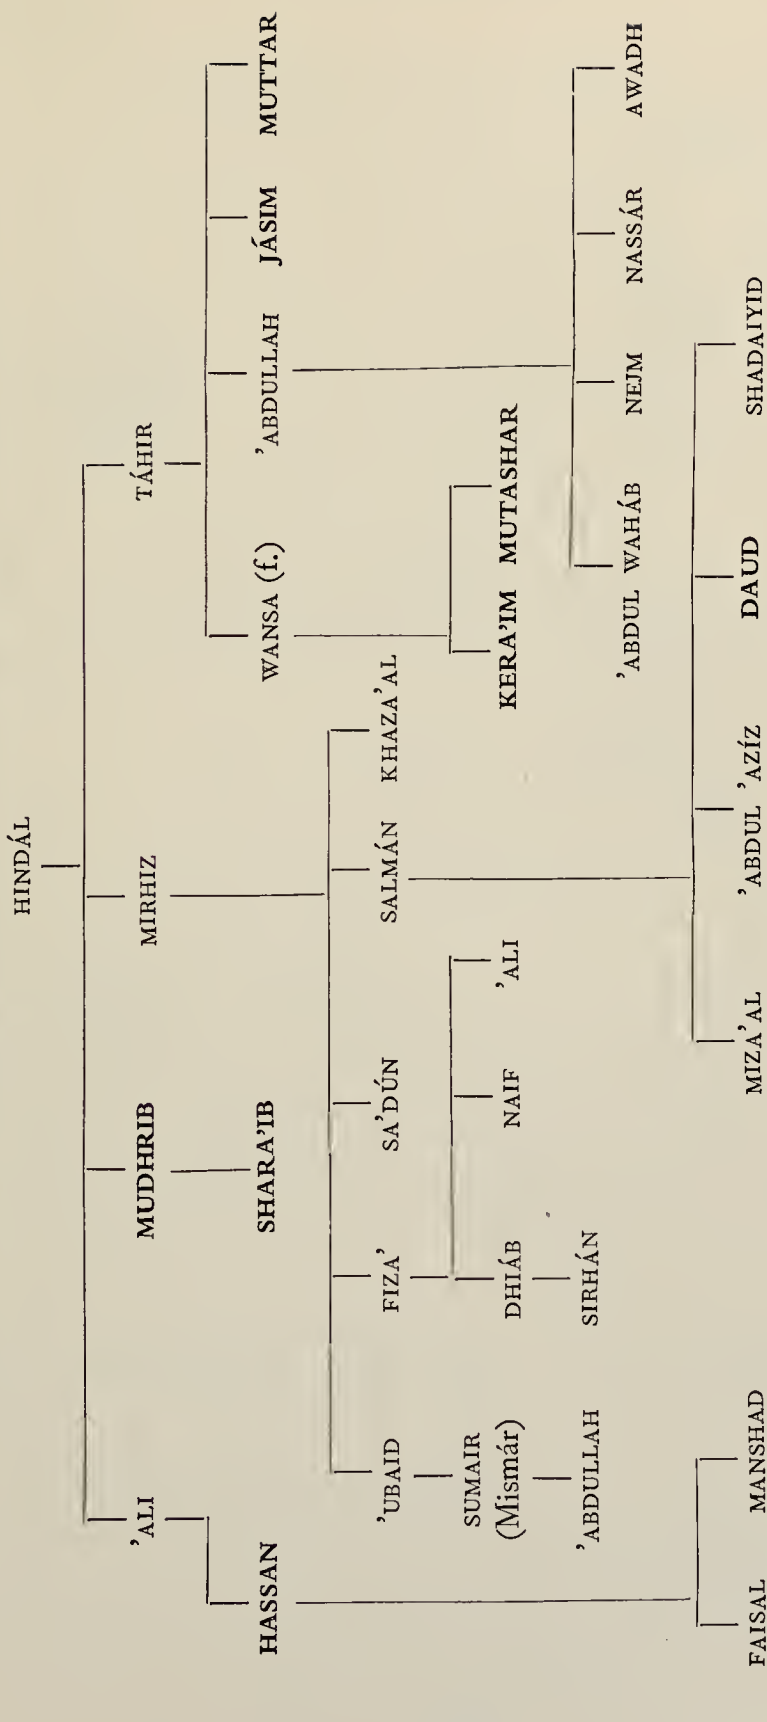 HINDÁL
’ALI MUDHRIB MIRHIZ TÁHIR
HASSAN SHARA’IB WANSA (f.) ’ABDULLAH JÁSIM MUTTAR
’UBAID FIZA’ SA’DÚN SALMÁN KHAZA’AL
SUMAIR
(Mismár) DHIÁB NAIF ’ALI KERA’IM MUTASHAR
’ABDULLAH SIRHÁN ’ABDUL WAHÁB NEJM NASSÁR AWADH
FAISAL MANSHAD MIZA’AL ’ABDUL ’AZÍZ DAUD SHADAIYID